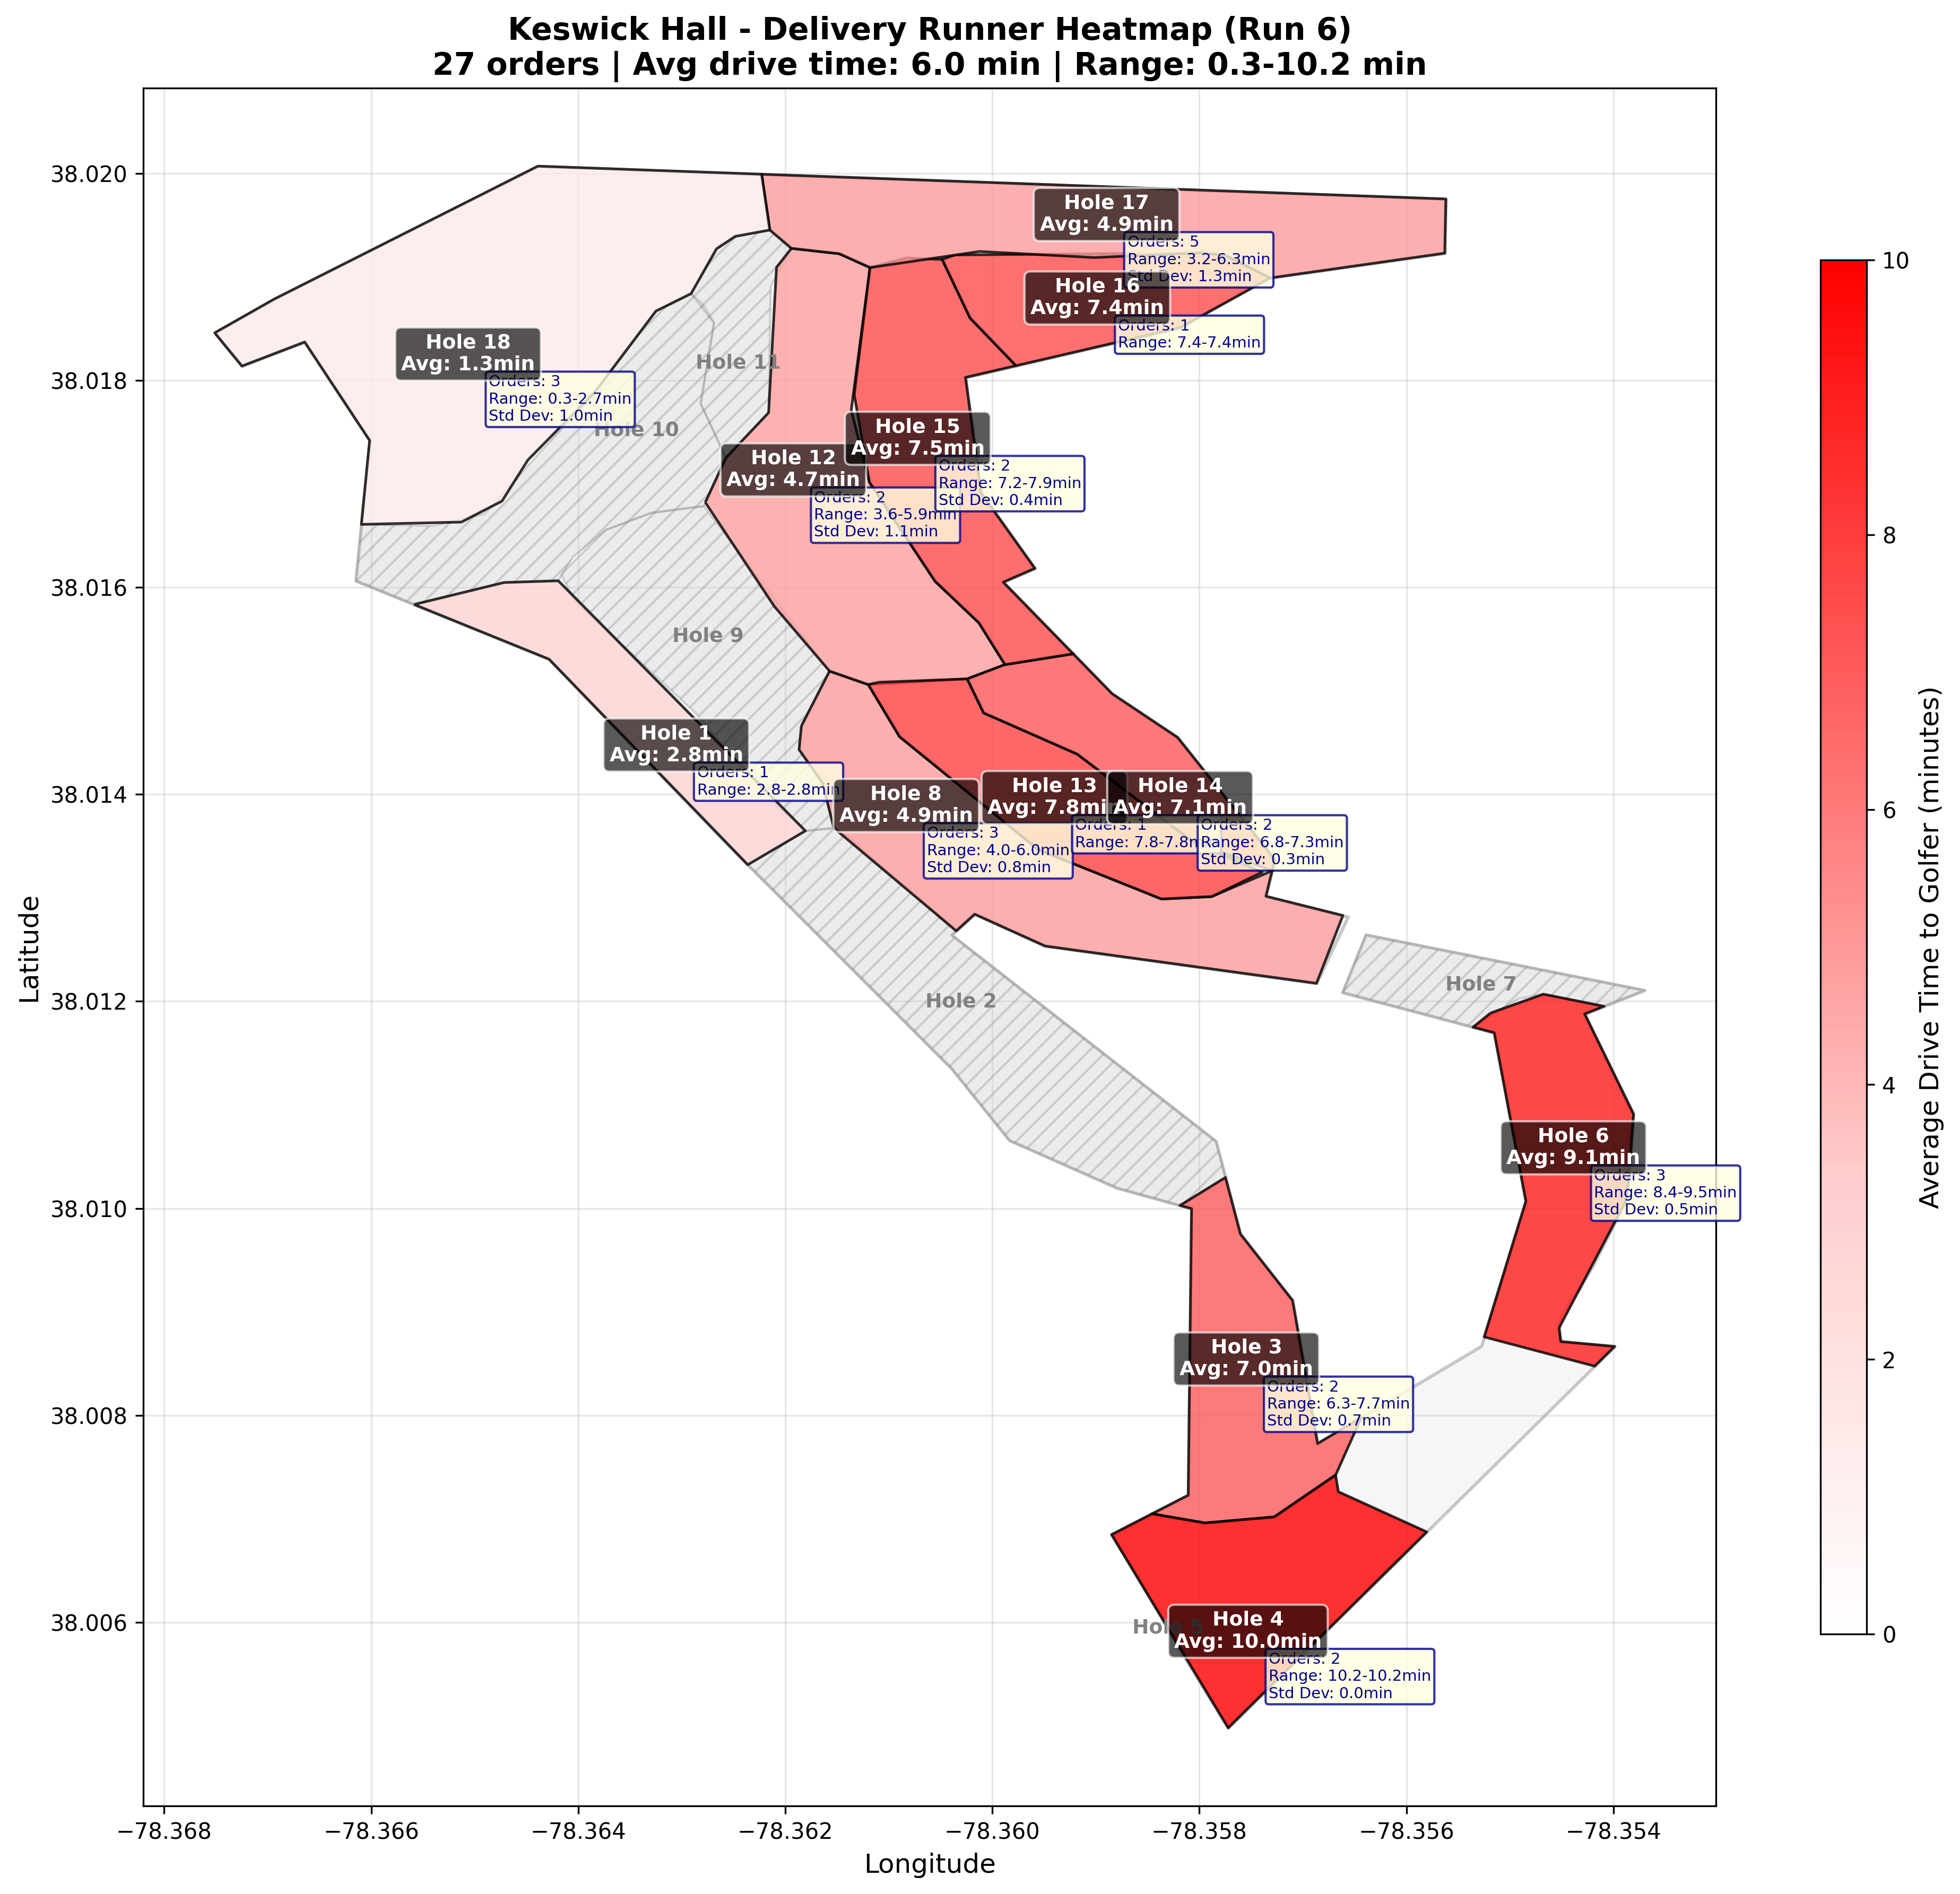 Keswick Hall - Delivery Runner Heatmap (Run 6)
27 orders | Avg drive time: 6.0 min | Range: 0.3-10.2 min
Hole 17
Avg: 4.9min
Orders: 5
Range: 3.2-6.3min
Std Dev: 1.3min
Hole 16
Avg: 7.4min
Orders: 1
Range: 7.4-7.4min
Hole 18
Avg: 1.3min
Orders: 3
Range: 0.3-2.7min
Std Dev: 1.0min
Hole 11
Hole 10
Hole 15
Avg: 7.5min
Orders: 2
Range: 7.2-7.9min
Std Dev: 0.4min
Hole 12
Avg: 4.7min
Orders: 2
Range: 3.6-5.9min
Std Dev: 1.1min
Hole 9
Hole 1
Avg: 2.8min
Orders: 1
Range: 2.8-2.8min
Hole 8
Avg: 4.9min
Orders: 3
Range: 4.0-6.0min
Std Dev: 0.8min
Hole 13
Avg: 7.8min
Orders: 1
Range:
Hole 14
Avg: 7.1min
Orders: 2
Range: 6.8-7.3min
Std Dev: 0.3min
Hole 2
Hole 7
Hole 6
Avg: 9.1min
Orders: 3
Range: 8.4-9.5min
Std Dev: 0.5min
Hole 3
Avg: 7.0min
Orders: 2
Range: 6.3-7.7min
Std Dev: 0.7min
Hole 5
Hole 4
Avg: 10.0min
Orders: 2
Range: 10.2-10.2min
Std Dev: 0.0min
38.020
38.018
38.016
38.014
38.012
38.010
38.008
38.006
Latitude
−78.368
−78.366
−78.364
−78.362
−78.360
−78.358
−78.356
−78.354
Longitude
10
8
6
4
2
0
Average Drive Time to Golfer (minutes)